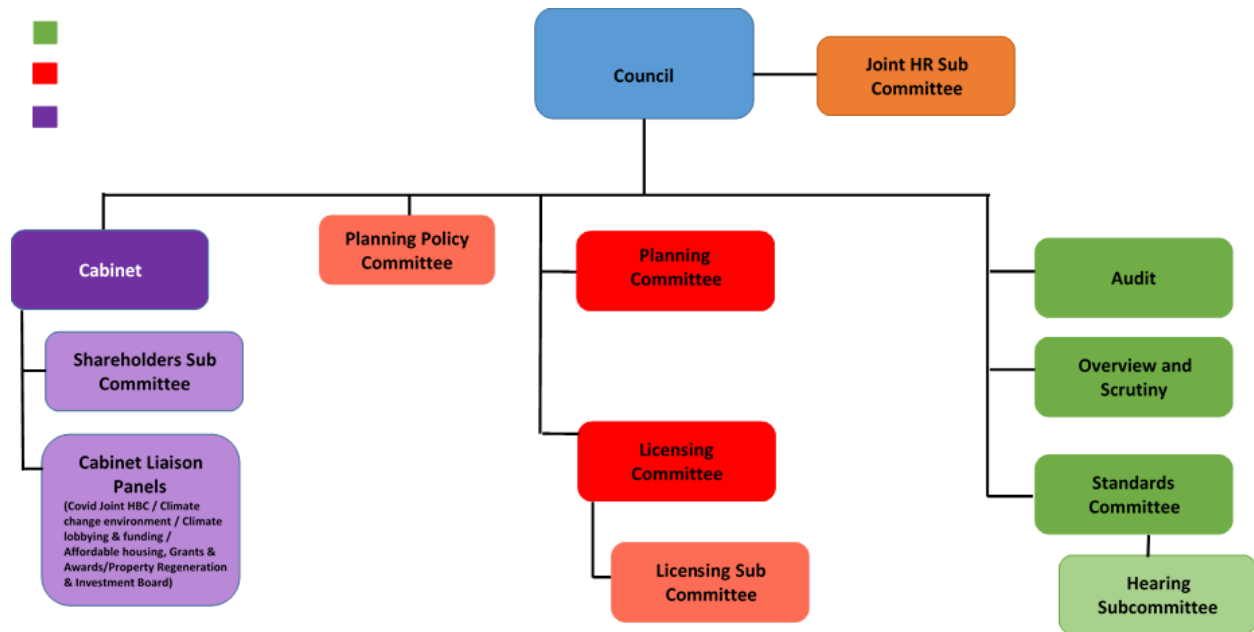 Council
Joint HR Sub
Committee
Planning Policy
Committee
Cabinet
Planning
Committee
Audit
Shareholders Sub
Committee
Overview and
Scrutiny
Cabinet Liaison
Panels
(Covid Joint HBC / Climate
change environment / Climate
lobbying & funding /
Affordable housing, Grants &
Awards/Property Regeneration
& Investment Board)
Licensing
Committee
Standards
Committee
Licensing Sub
Committee
Hearing
Subcommittee